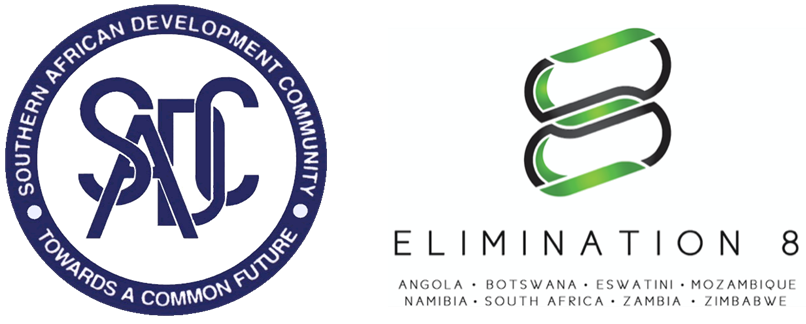 SOUTHERN AFRICAN DEVELOPMENT COMMUNITY
SADC
TOWARDS A COMMON FUTURE
8
ELIMINATION 8
ANGOLA • BOTSWANA • ESWATINI • MOZAMBIQUE
NAMIBIA • SOUTH AFRICA • ZAMBIA • ZIMBABWE